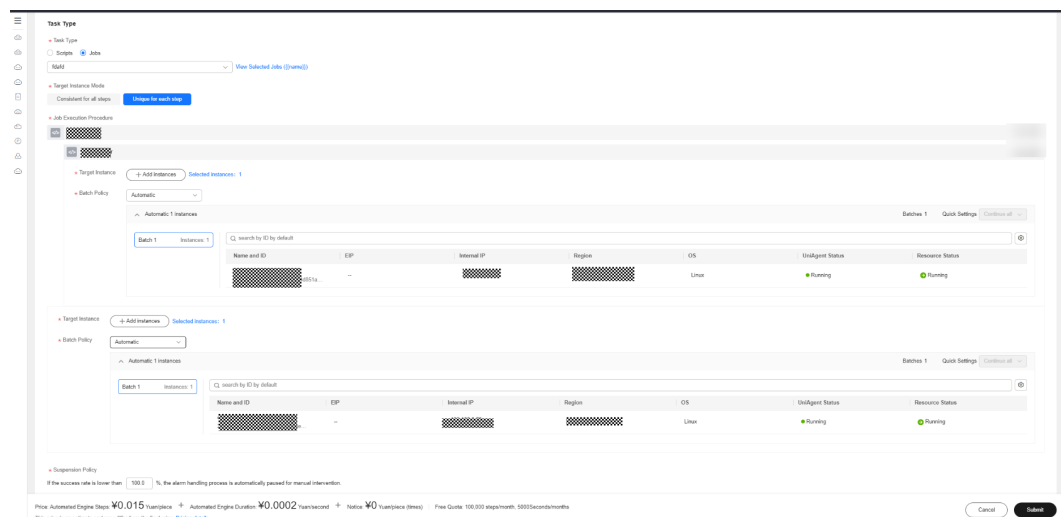 Task Type
Task Type
Scripts Jobs
fdafd View Selected Jobs ({{name}})
Target Instance Mode
Consistent for all steps Unique for each step
Job Execution Procedure
Target Instance + Add Instances Selected instances: 1
Batch Policy Automatic
Automatic 1 instances Batches 1 Quick Settings Continue all
Batch 1 Instances: 1 search by ID by default
Name and ID EIP Internal IP Region OS UniAgent Status Resource Status
-- Linux Running Running
Target Instance + Add instances Selected Instances: 1
Batch Policy Automatic
Automatic 1 instances Batches 1 Quick Settings Continue all
Batch 1 Instances: 1 search by ID by default
Name and ID EIP Internal IP Region OS UniAgent Status Resource Status
-- Linux Running Running
Suspension Policy
If the success rate is lower than 100.0 %, the alarm handling process is automatically paused for manual intervention.
Price: Automated Engine Steps: ¥0.015 Yuan/piece + Automated Engine Duration: ¥0.0002 Yuan/second + Notice: ¥0 Yuan/piece (times) Free Quota: 100,000 steps/month, 5000Seconds/months
Cancel Submit